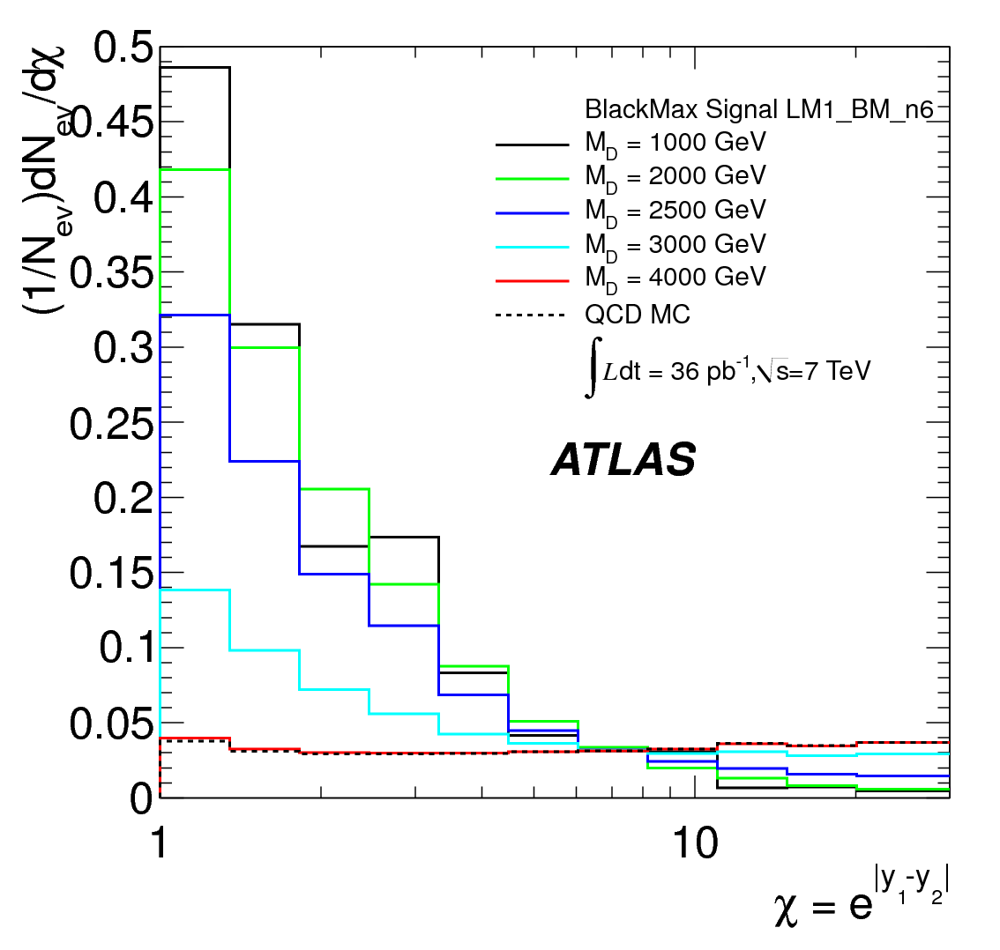 0.5
0.45
0.4
0.35
0.3
0.25
0.2
0.15
0.1
0.05
0
(1/N_ev)dN_ev/dχ
BlackMax Signal LM1_BM_n6
M_D = 1000 GeV
M_D = 2000 GeV
M_D = 2500 GeV
M_D = 3000 GeV
M_D = 4000 GeV
QCD MC
∫Ldt = 36 pb⁻¹,√s=7 TeV
ATLAS
1 10
χ = e^|y₁-y₂|